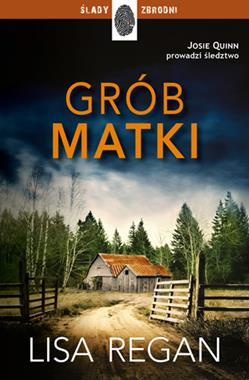 ŚLADY ZBRODNI
JOSIE QUINN
prowadzi śledztwo
GRÓB
MATKI
LISA REGAN